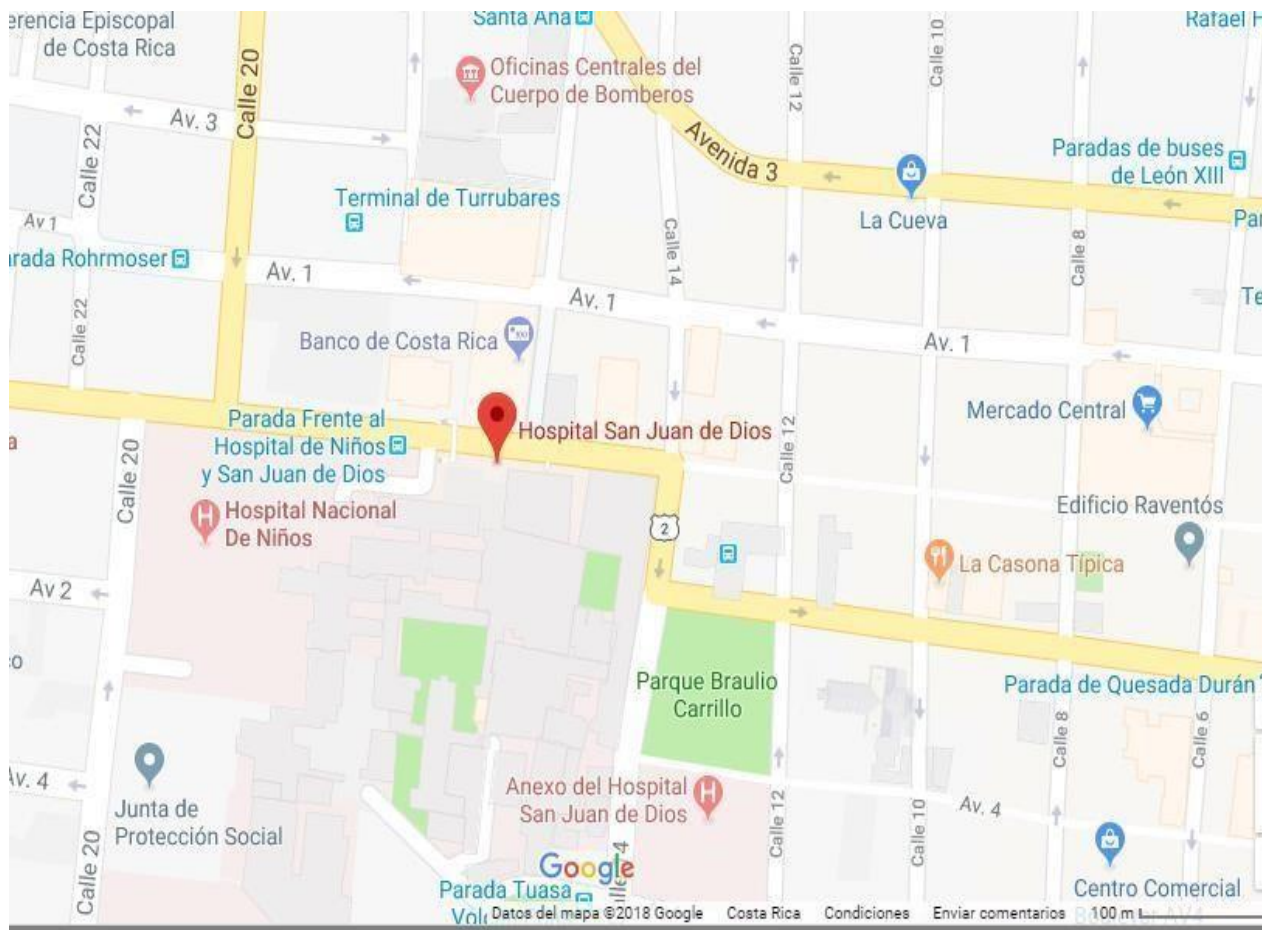 erencia Episcopal
de Costa Rica
Calle 20
Santa Ana
Oficinas Centrales del
Cuerpo de Bomberos
Calle 12
Calle 10
Rafael H
Av. 3
Calle 22
Avenida 3
Paradas de buses
de León XIII
Terminal de Turrubares
La Cueva
Par
Av 1
rada Rohrmoser
Av. 1
Calle 14
Calle 8
Te
Calle 22
Av. 1
Banco de Costa Rica
Av. 1
Parada Frente al
Hospital de Niños
y San Juan de Dios
Hospital San Juan de Dios
Mercado Central
a
Calle 20
Calle 12
Hospital Nacional
De Niños
2
Edificio Raventós
La Casona Típica
Av 2
o
Parque Braulio
Carrillo
Parada de Quesada Durán
Calle 8
Calle 6
Av. 4
Junta de
Protección Social
Anexo del Hospital
San Juan de Dios
Calle 12
Calle 10
Av. 4
Calle 20
Google
Parada Tuasa
Centro Comercial
Datos del mapa ©2018 Google Costa Rica Condiciones Enviar comentarios 100 m